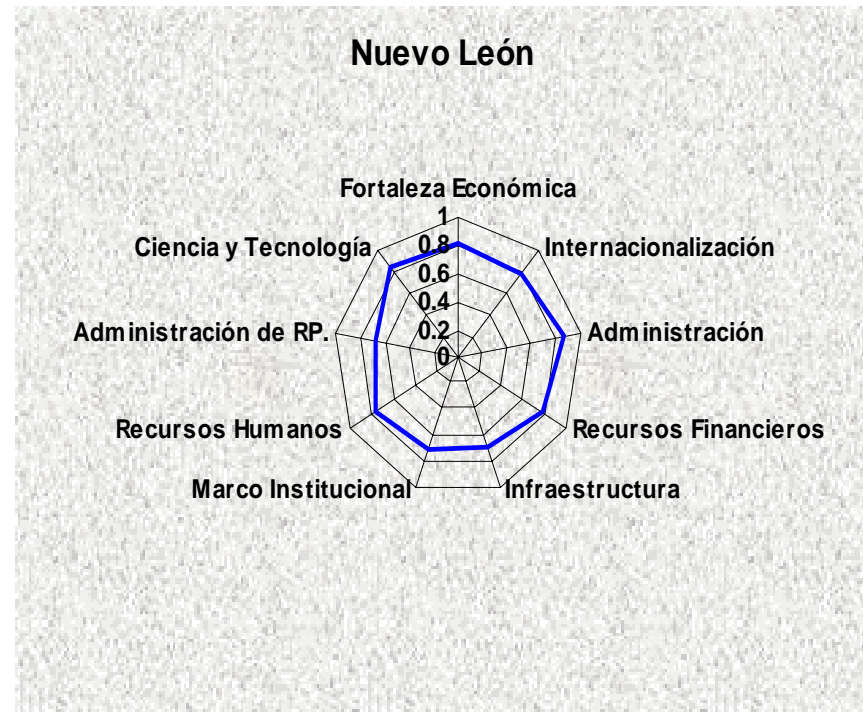 Nuevo León
Fortaleza Económica
1
Ciencia y Tecnología
0.8
Internacionalización
0.6
0.4
Administración de RP.
0.2
Administración
0
Recursos Humanos
Recursos Financieros
Marco Institucional
Infraestructura